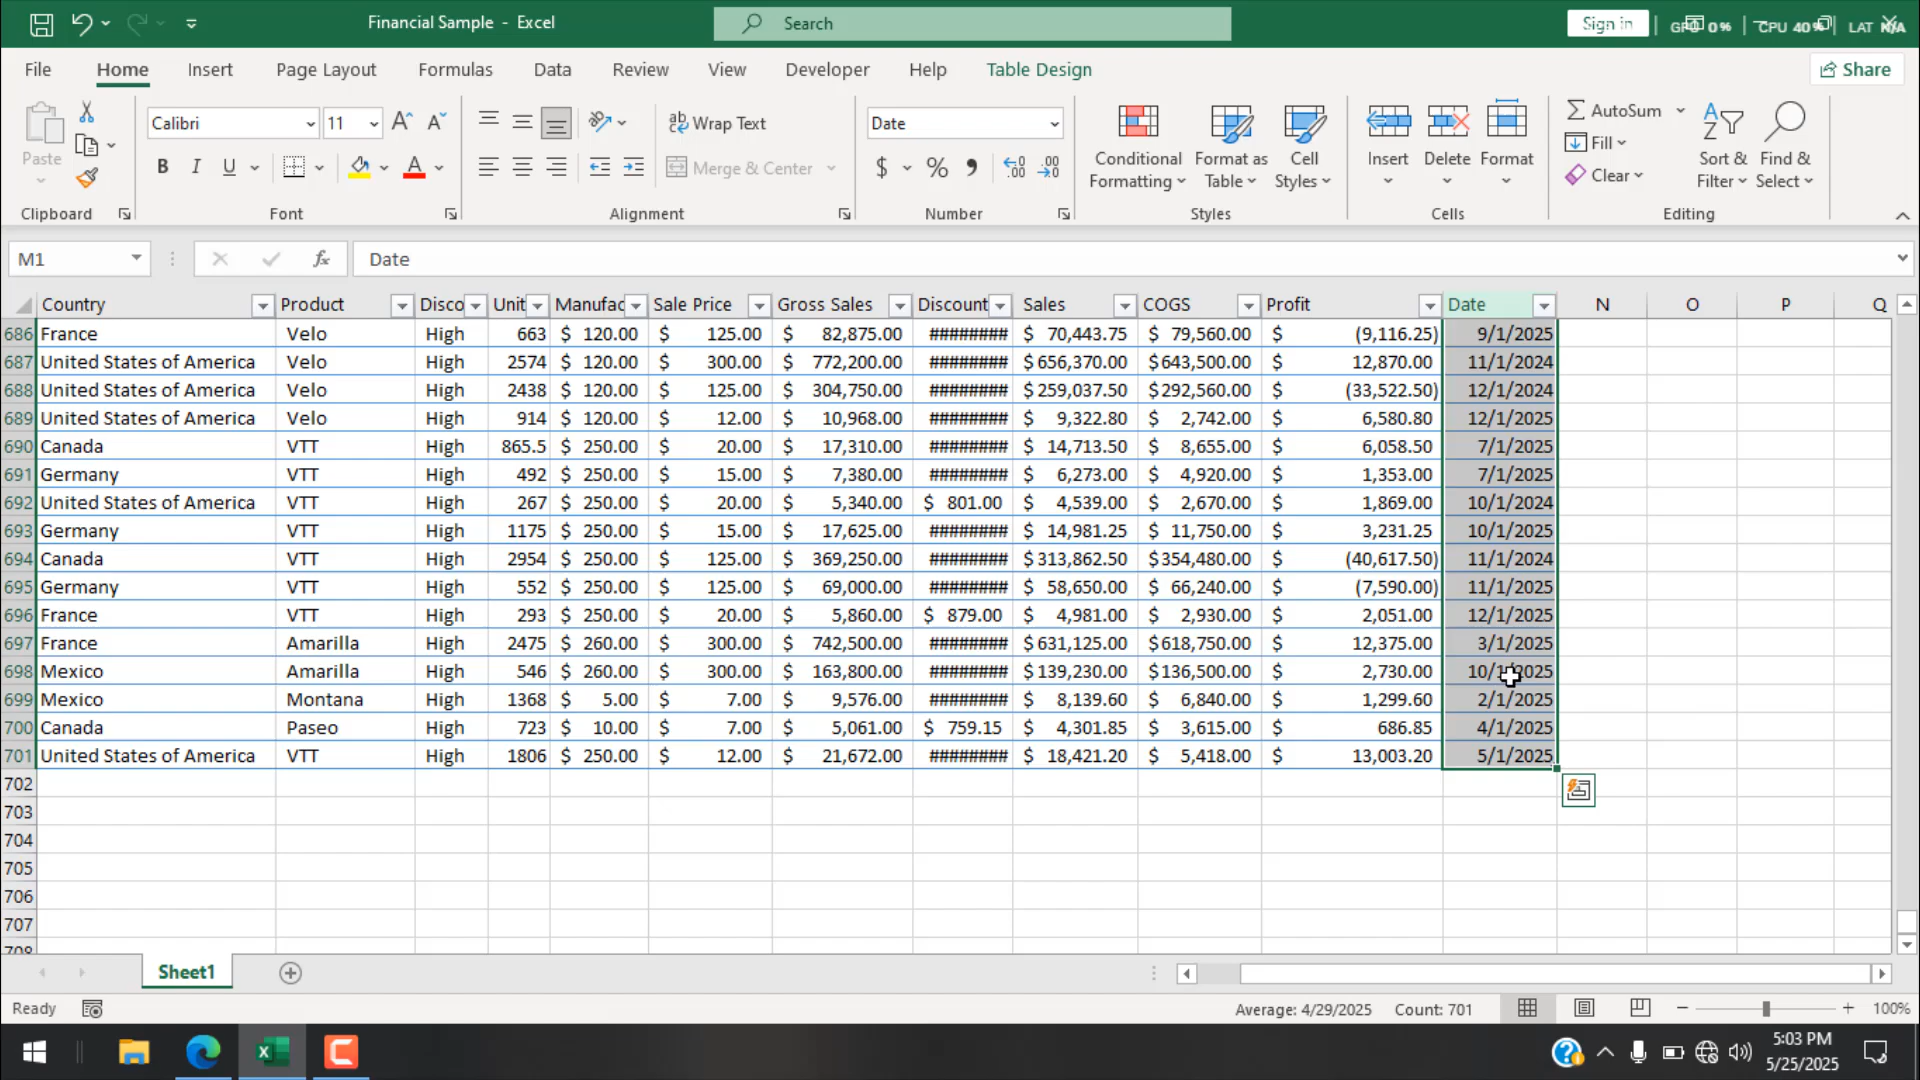 Financial Sample - Excel
Search
Sign in
GPU 0%
CPU 40%
LAT N/A
File Home Insert Page Layout Formulas Data Review View Developer Help Table Design
Share
Calibri 11
Wrap Text
Date
AutoSum
Paste
B I U
Merge & Center
$ % 9
Conditional Formatting
Format as Table
Cell Styles
Insert Delete Format
Fill
Clear
Sort & Filter
Find & Select
Clipboard Font Alignment Number Styles Cells Editing
M1 fx Date
Country Product Disco Unit Manufac Sale Price Gross Sales Discount Sales COGS Profit Date N O P Q
686 France Velo High 663 $ 120.00 $ 125.00 $ 82,875.00 ######## $ 70,443.75 $ 79,560.00 $ (9,116.25) 9/1/2025
687 United States of America Velo High 2574 $ 120.00 $ 300.00 $ 772,200.00 ######## $ 656,370.00 $ 643,500.00 $ 12,870.00 11/1/2024
688 United States of America Velo High 2438 $ 120.00 $ 125.00 $ 304,750.00 ######## $ 259,037.50 $ 292,560.00 $ (33,522.50) 12/1/2024
689 United States of America Velo High 914 $ 120.00 $ 12.00 $ 10,968.00 ######## $ 9,322.80 $ 2,742.00 $ 6,580.80 12/1/2025
690 Canada VTT High 865.5 $ 250.00 $ 20.00 $ 17,310.00 ######## $ 14,713.50 $ 8,655.00 $ 6,058.50 7/1/2025
691 Germany VTT High 492 $ 250.00 $ 15.00 $ 7,380.00 ######## $ 6,273.00 $ 4,920.00 $ 1,353.00 7/1/2025
692 United States of America VTT High 267 $ 250.00 $ 20.00 $ 5,340.00 $ 801.00 $ 4,539.00 $ 2,670.00 $ 1,869.00 10/1/2024
693 Germany VTT High 1175 $ 250.00 $ 15.00 $ 17,625.00 ######## $ 14,981.25 $ 11,750.00 $ 3,231.25 10/1/2025
694 Canada VTT High 2954 $ 250.00 $ 125.00 $ 369,250.00 ######## $ 313,862.50 $ 354,480.00 $ (40,617.50) 11/1/2024
695 Germany VTT High 552 $ 250.00 $ 125.00 $ 69,000.00 ######## $ 58,650.00 $ 66,240.00 $ (7,590.00) 11/1/2025
696 France VTT High 293 $ 250.00 $ 20.00 $ 5,860.00 $ 879.00 $ 4,981.00 $ 2,930.00 $ 2,051.00 12/1/2025
697 France Amarilla High 2475 $ 260.00 $ 300.00 $ 742,500.00 ######## $ 631,125.00 $ 618,750.00 $ 12,375.00 3/1/2025
698 Mexico Amarilla High 546 $ 260.00 $ 300.00 $ 163,800.00 ######## $ 139,230.00 $ 136,500.00 $ 2,730.00 10/1/2025
699 Mexico Montana High 1368 $ 5.00 $ 7.00 $ 9,576.00 ######## $ 8,139.60 $ 6,840.00 $ 1,299.60 2/1/2025
700 Canada Paseo High 723 $ 10.00 $ 7.00 $ 5,061.00 $ 759.15 $ 4,301.85 $ 3,615.00 $ 686.85 4/1/2025
701 United States of America VTT High 1806 $ 250.00 $ 12.00 $ 21,672.00 ######## $ 18,421.20 $ 5,418.00 $ 13,003.20 5/1/2025
702
703
704
705
706
707
708
Sheet1
Ready
Average: 4/29/2025 Count: 701
100%
5:03 PM
5/25/2025